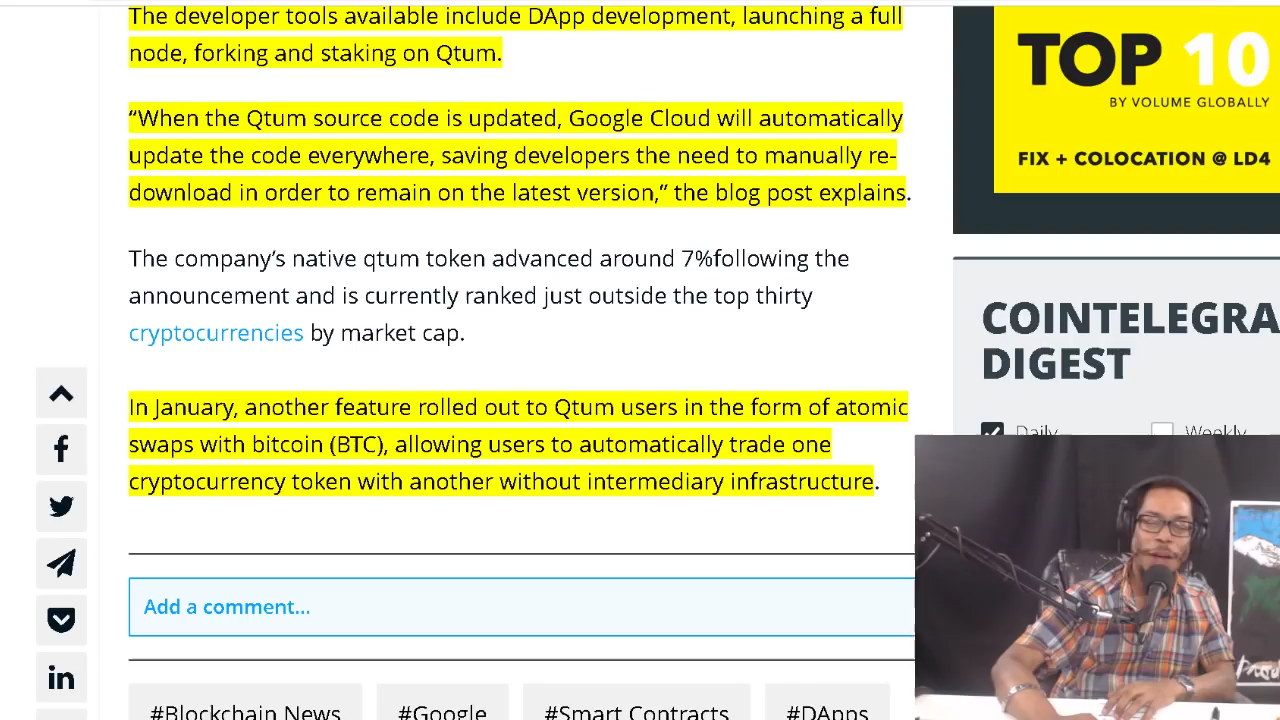 The developer tools available include DApp development, launching a full
node, forking and staking on Qtum.
“When the Qtum source code is updated, Google Cloud will automatically
update the code everywhere, saving developers the need to manually re-
download in order to remain on the latest version,” the blog post explains.
The company’s native qtum token advanced around 7%following the
announcement and is currently ranked just outside the top thirty
cryptocurrencies by market cap.
In January, another feature rolled out to Qtum users in the form of atomic
swaps with bitcoin (BTC), allowing users to automatically trade one
cryptocurrency token with another without intermediary infrastructure.
Add a comment...
#Blockchain News #Google #Smart Contracts #DApps
TOP 10
BY VOLUME GLOBALLY
FIX + COLOCATION @ LD4
COINTELEGRA
DIGEST
Daily Weekly
in